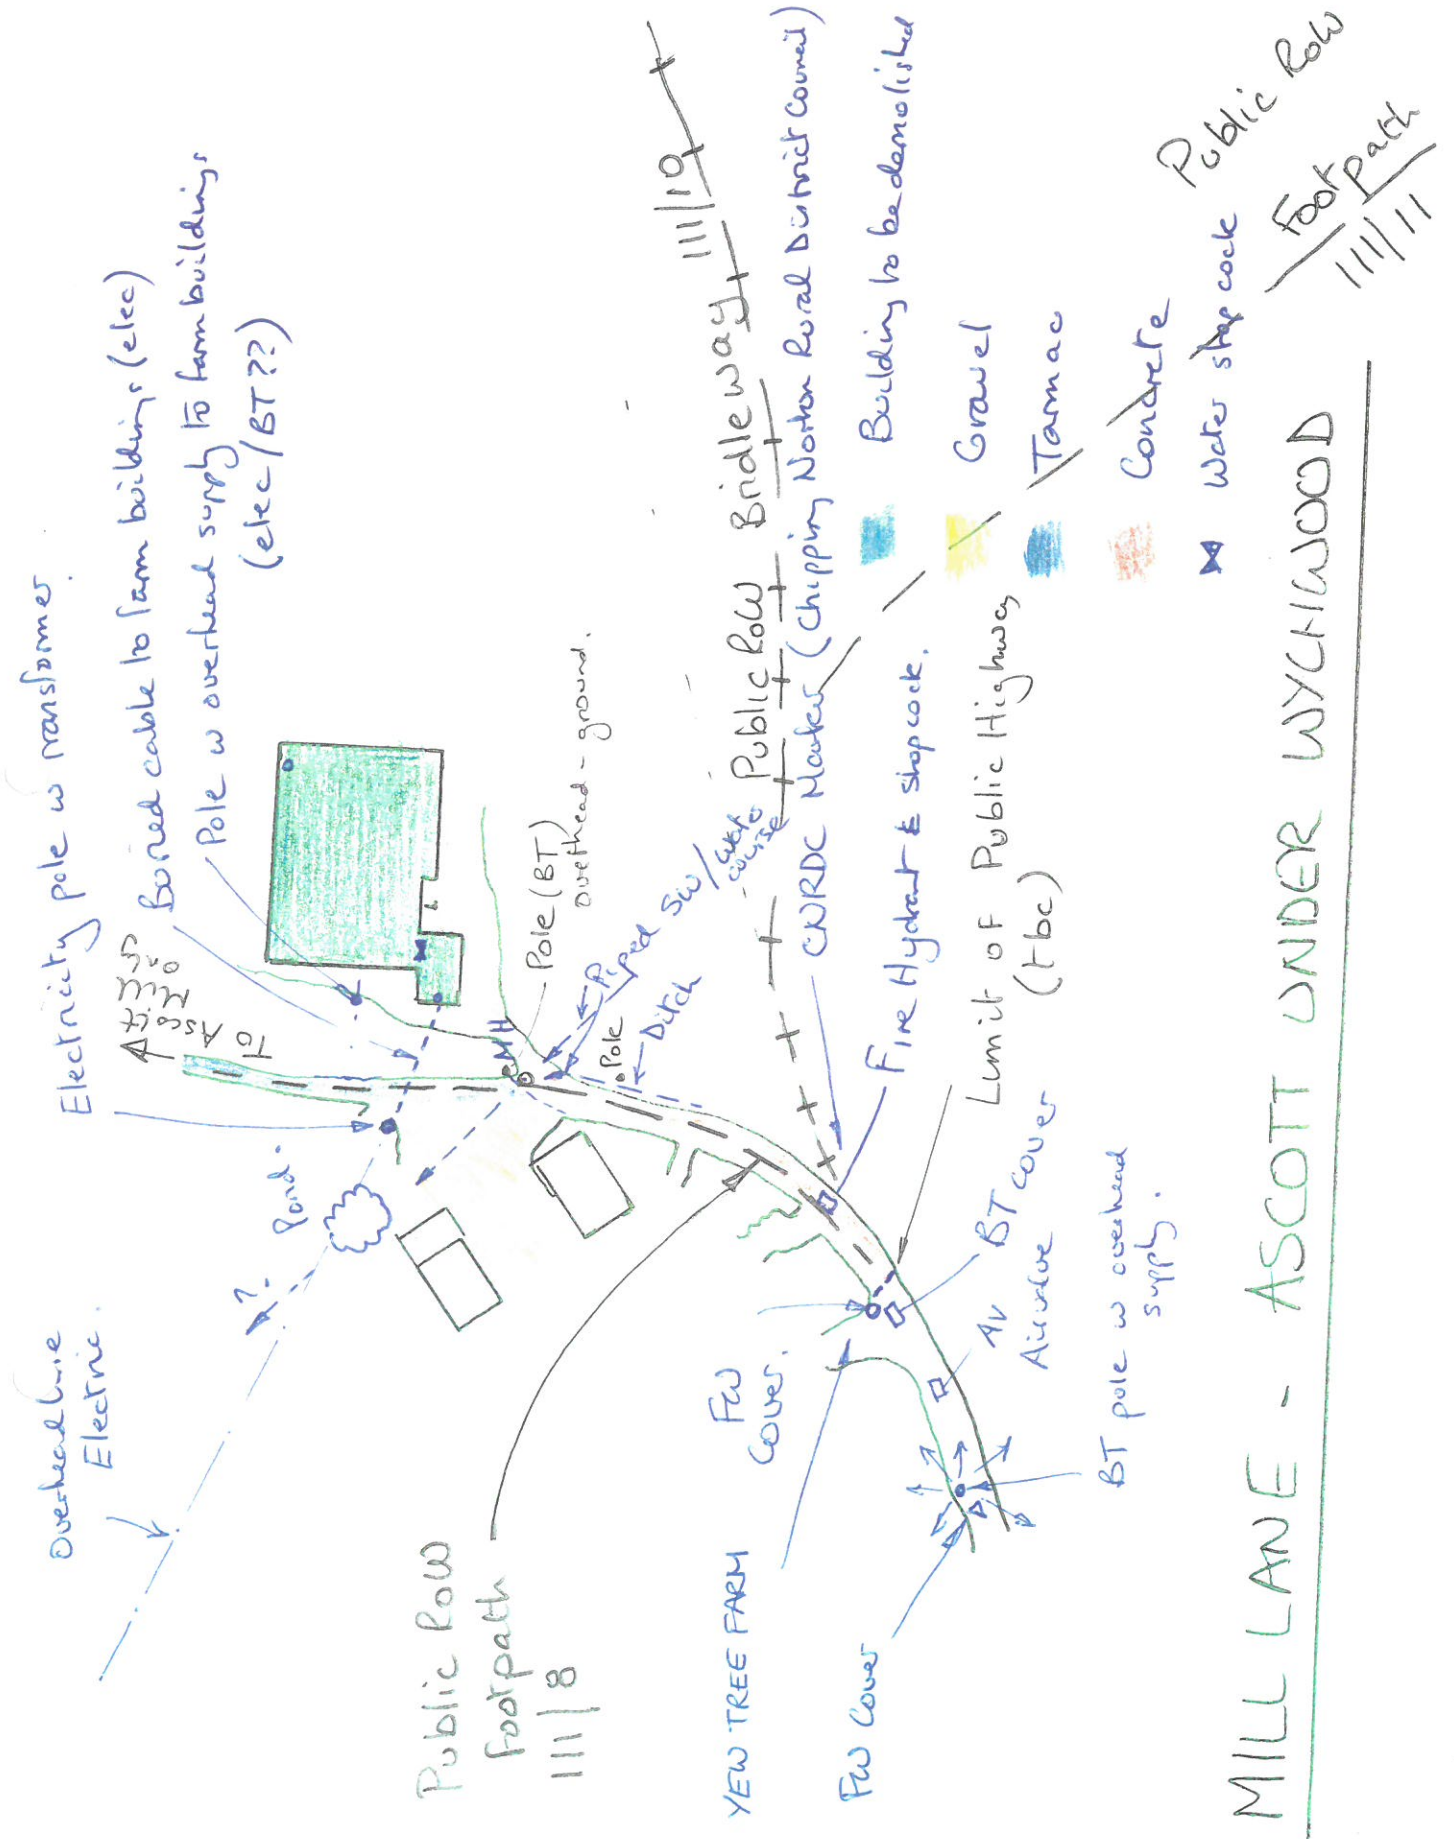 Electricity pole w transformer.
Buried cable to farm buildings (elec)
Pole w overhead supply to farm buildings
(elec/BT??)
To
Ascott
Mill
Overhead line
Electric.
?
Pond.
MH
Pole (BT)
overhead - ground.
Piped SW / water
course
Pole
Ditch
Public RoW Bridleway 111/10
CNRDC Marker (Chipping Norton Rural District Council)
Fire Hydrant & stopcock.
Limit of Public Highway
(tbc)
Building to be demolished
Gravel
Tarmac
Concrete
Water stop cock
Public RoW
Footpath
111/11
Public RoW
Footpath
111/8
FW
Cover.
YEW TREE FARM
FW Cover
BT cover
AV
Air valve
BT pole w overhead
supply.
MILL LANE - ASCOTT UNDER WYCHWOOD